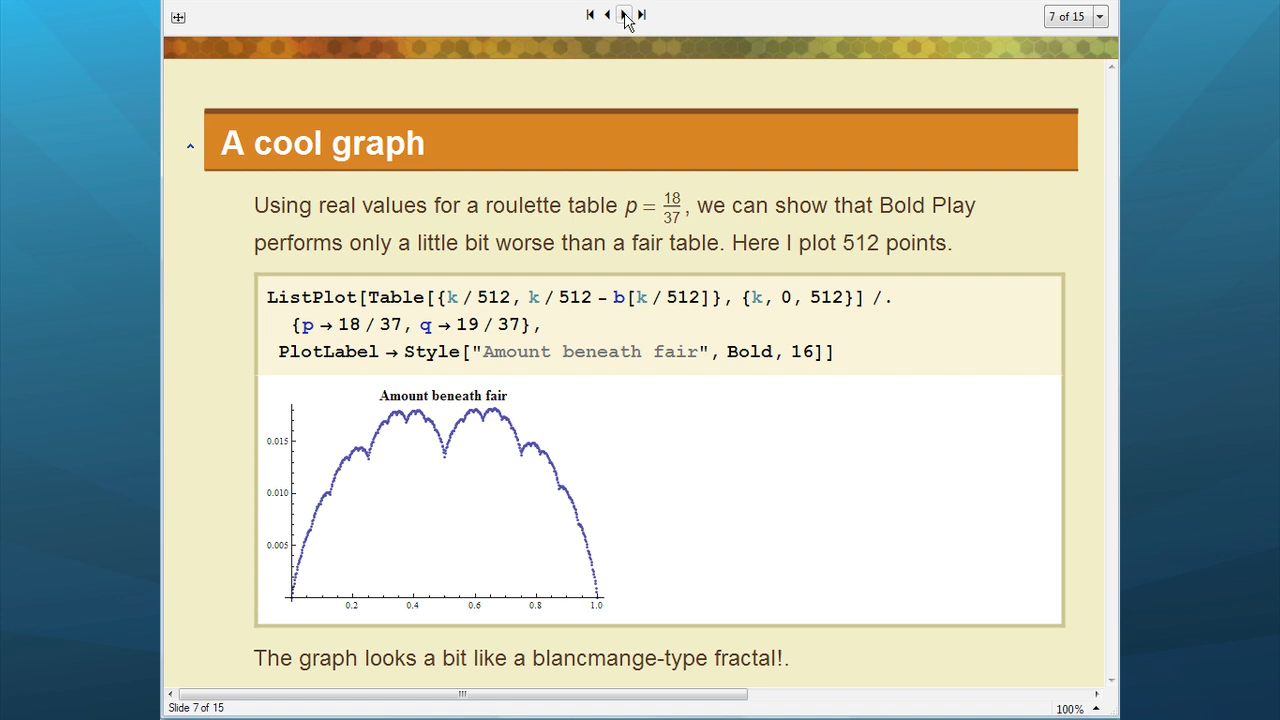 7 of 15
A cool graph
Using real values for a roulette table p = 18/37, we can show that Bold Play
performs only a little bit worse than a fair table. Here I plot 512 points.
ListPlot[Table[{k / 512, k / 512 - b[k / 512]}, {k, 0, 512}] /.
{p → 18 / 37, q → 19 / 37},
PlotLabel → Style["Amount beneath fair", Bold, 16]]
Amount beneath fair
0.015
0.010
0.005
0.2 0.4 0.6 0.8 1.0
The graph looks a bit like a blancmange-type fractal!.
Slide 7 of 15
100%